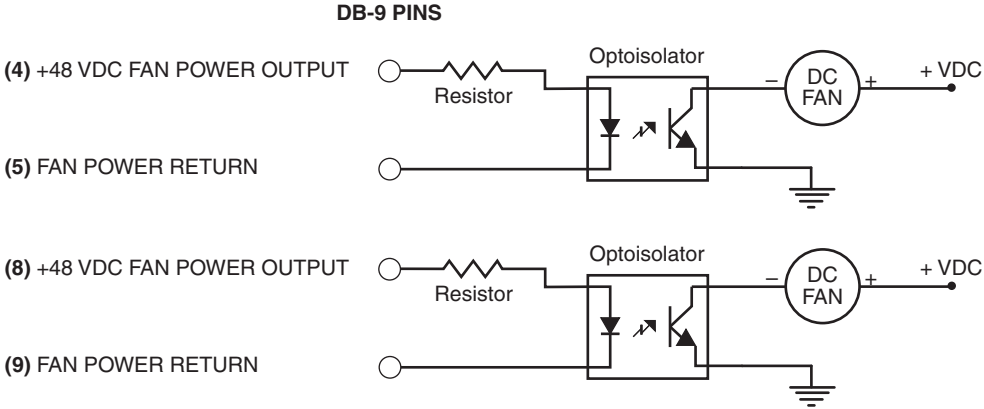 DB-9 PINS
(4) +48 VDC FAN POWER OUTPUT
Resistor
Optoisolator
– DC FAN +
+ VDC
(5) FAN POWER RETURN
(8) +48 VDC FAN POWER OUTPUT
Resistor
Optoisolator
– DC FAN +
+ VDC
(9) FAN POWER RETURN